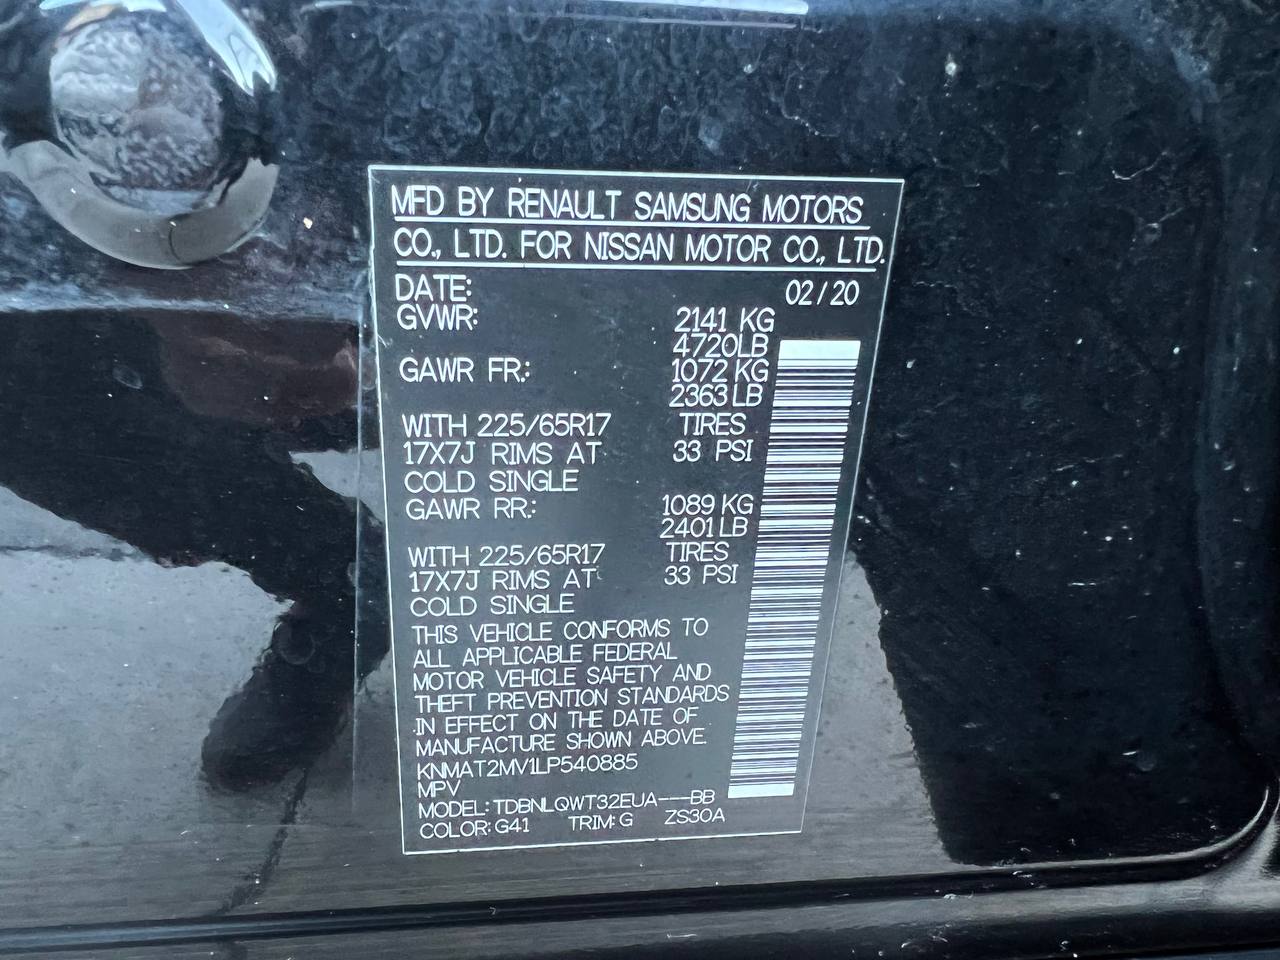 MFD BY RENAULT SAMSUNG MOTORS
CO., LTD. FOR NISSAN MOTOR CO., LTD.
DATE: 02/20
GVWR: 2141 KG
4720LB
GAWR FR.: 1072 KG
2363 LB
WITH 225/65R17 TIRES
17X7J RIMS AT 33 PSI
COLD SINGLE
GAWR RR.: 1089 KG
2401 LB
WITH 225/65R17 TIRES
17X7J RIMS AT 33 PSI
COLD SINGLE
THIS VEHICLE CONFORMS TO
ALL APPLICABLE FEDERAL
MOTOR VEHICLE SAFETY AND
THEFT PREVENTION STANDARDS
IN EFFECT ON THE DATE OF
MANUFACTURE SHOWN ABOVE.
KNMAT2MV1LP540885
MPV
MODEL: TDBNLQWT32EUA---BB
COLOR: G41 TRIM: G ZS30A